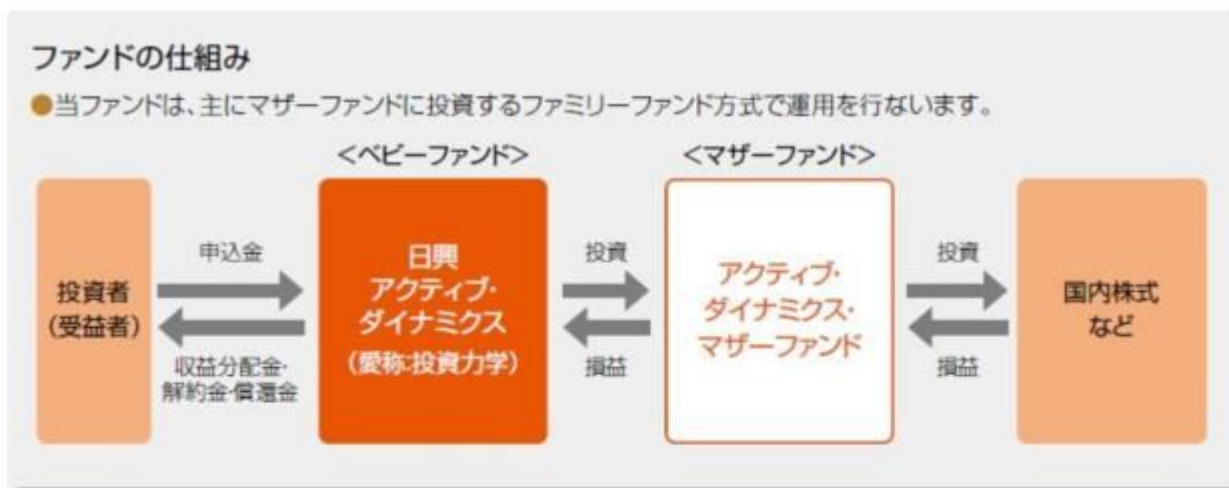 ファンドの仕組み
●当ファンドは、主にマザーファンドに投資するファミリーファンド方式で運用を行ないます。
<ベビーファンド>
<マザーファンド>
投資者
(受益者)
申込金
収益分配金・
解約金・償還金
日興
アクティブ・
ダイナミクス
(愛称:投資力学)
投資
損益
アクティブ・
ダイナミクス・
マザーファンド
投資
損益
国内株式
など